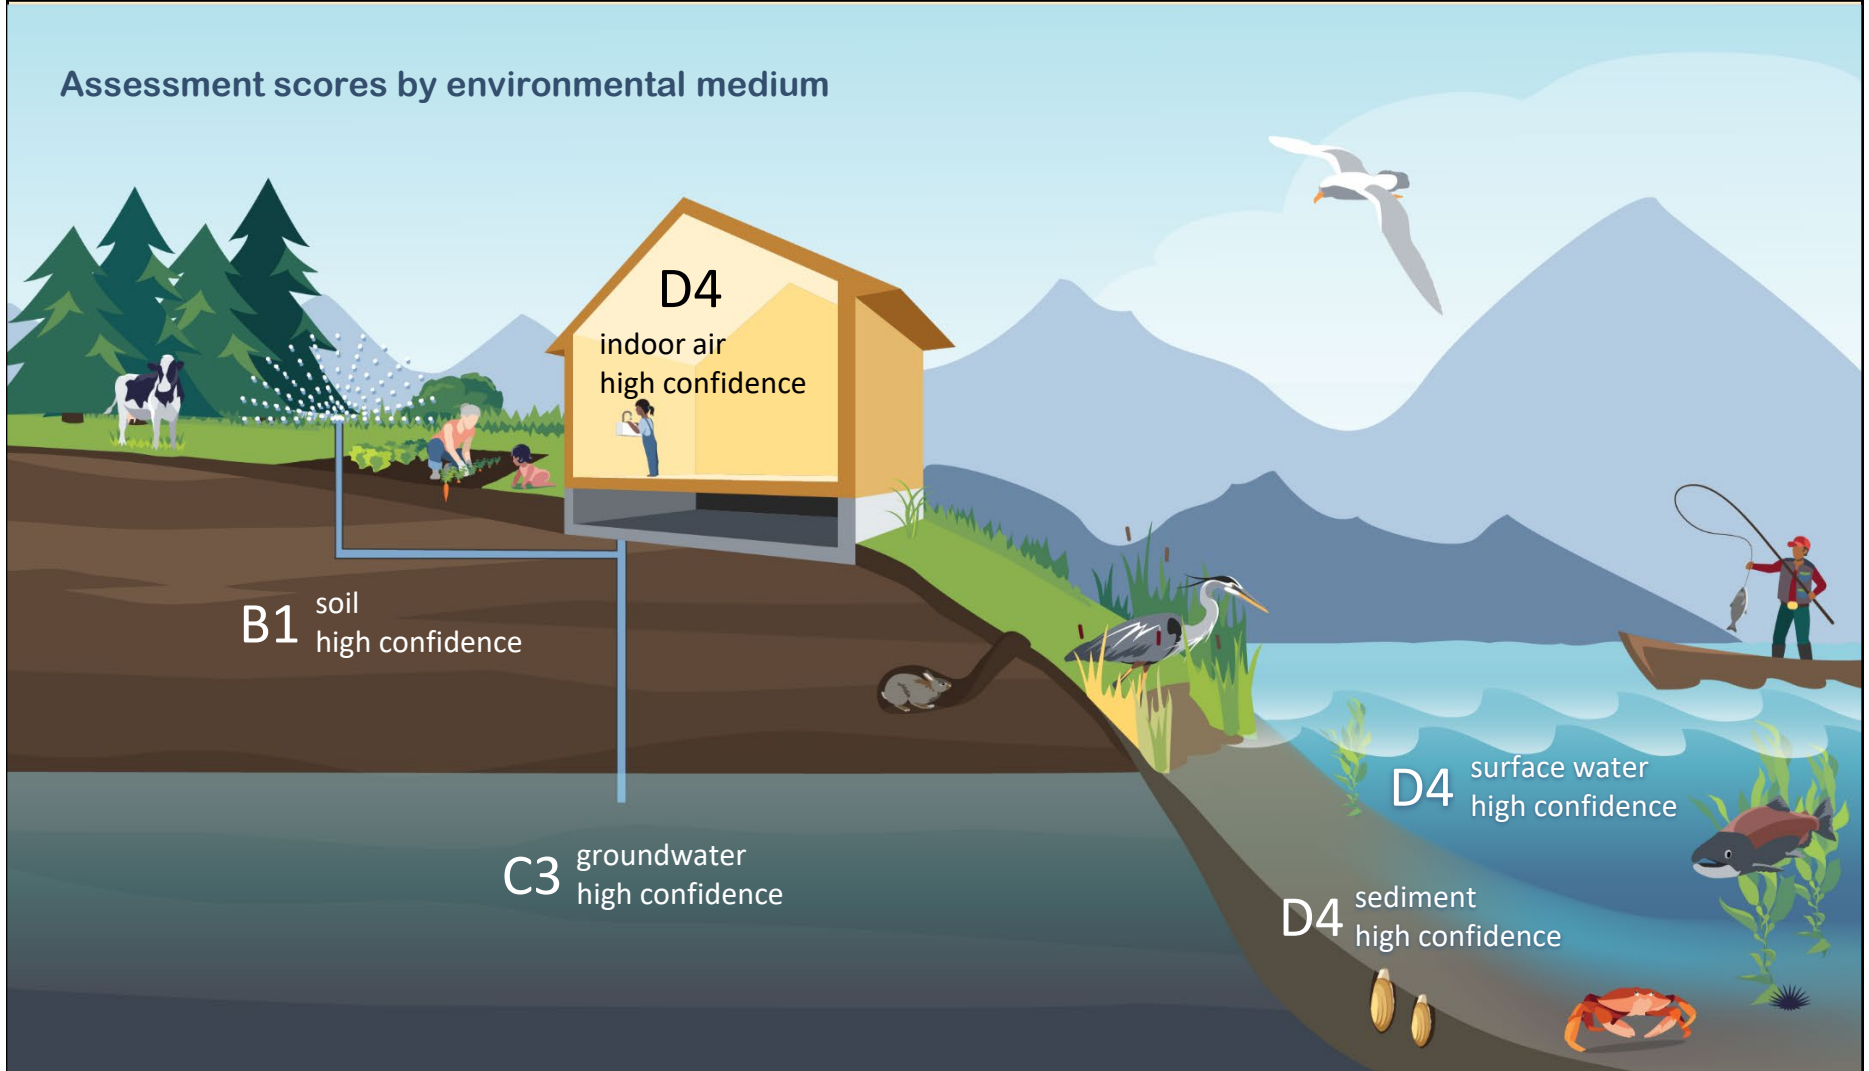 Assessment scores by environmental medium
D4
indoor air
high confidence
B1
soil
high confidence
C3
groundwater
high confidence
D4
surface water
high confidence
D4
sediment
high confidence